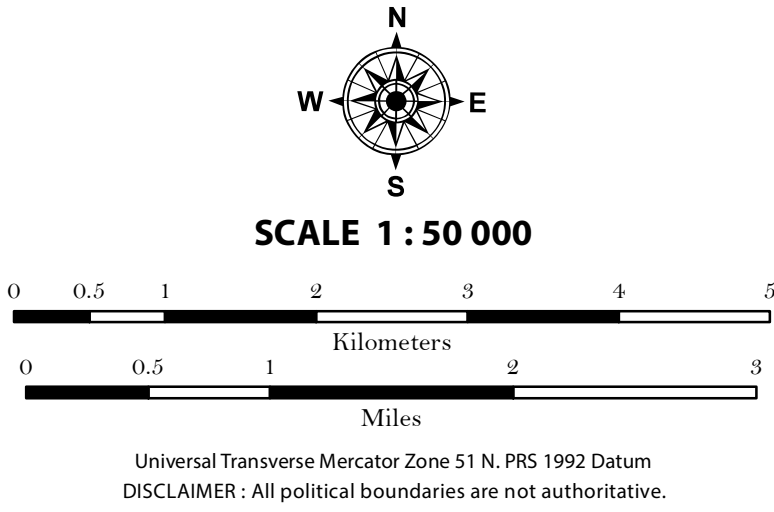 N
W E
S
SCALE 1 : 50 000
0 0.5 1 2 3 4 5
Kilometers
0 0.5 1 2 3
Miles
Universal Transverse Mercator Zone 51 N. PRS 1992 Datum
DISCLAIMER : All political boundaries are not authoritative.